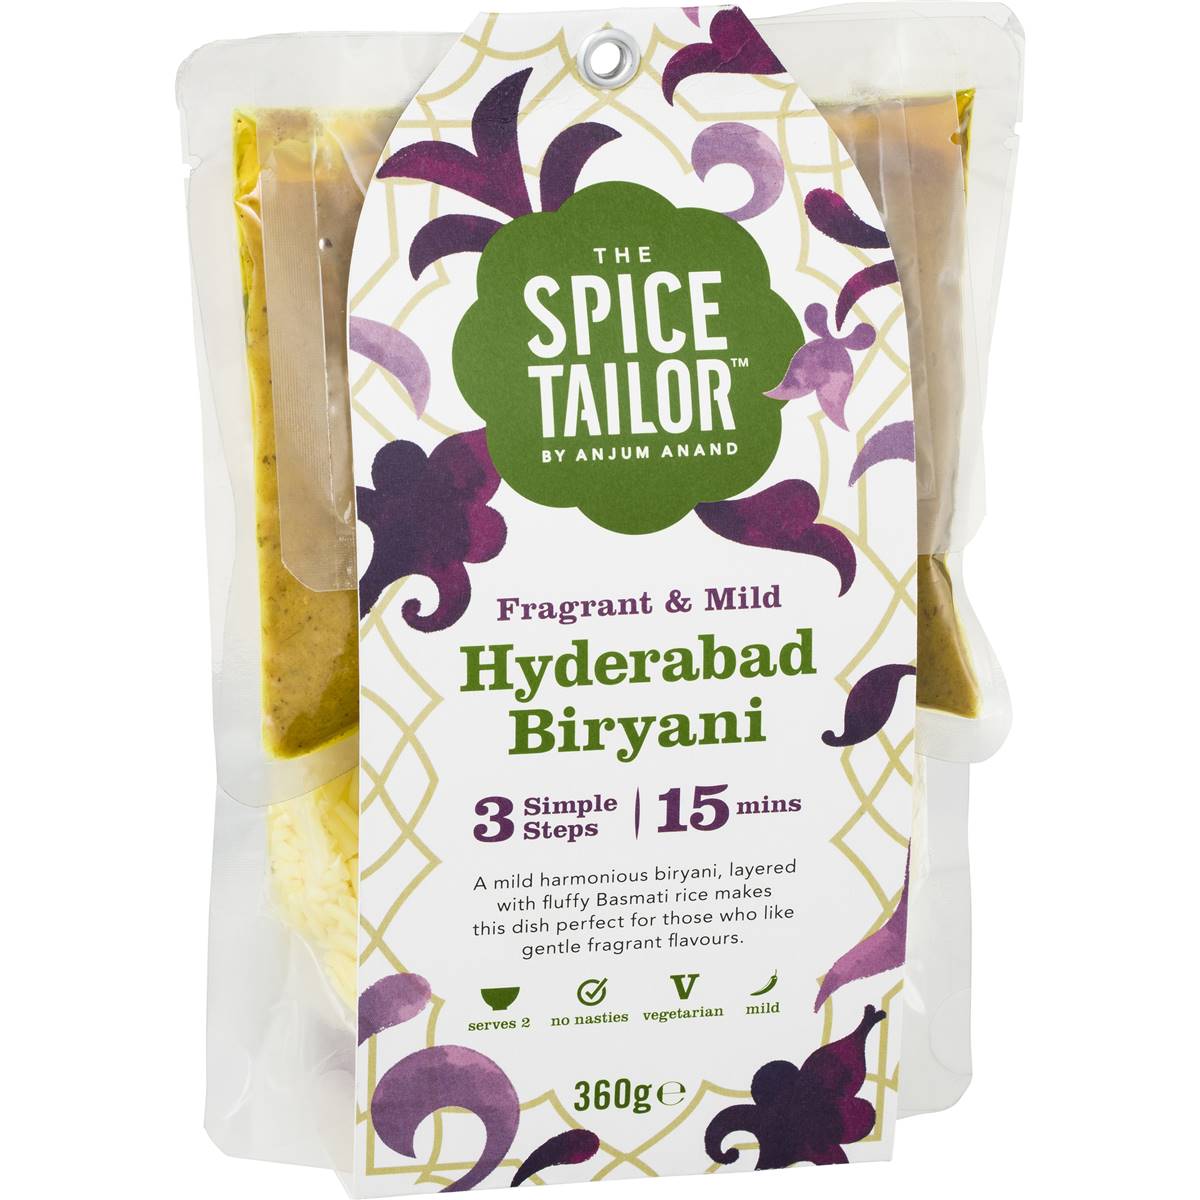 THE
SPICE
TAILOR™
BY ANJUM ANAND
Fragrant & Mild
Hyderabad
Biryani
3 Simple Steps | 15 mins
A mild harmonious biryani, layered
with fluffy Basmati rice makes
this dish perfect for those who like
gentle fragrant flavours.
serves 2 no nasties V vegetarian mild
360g ℮